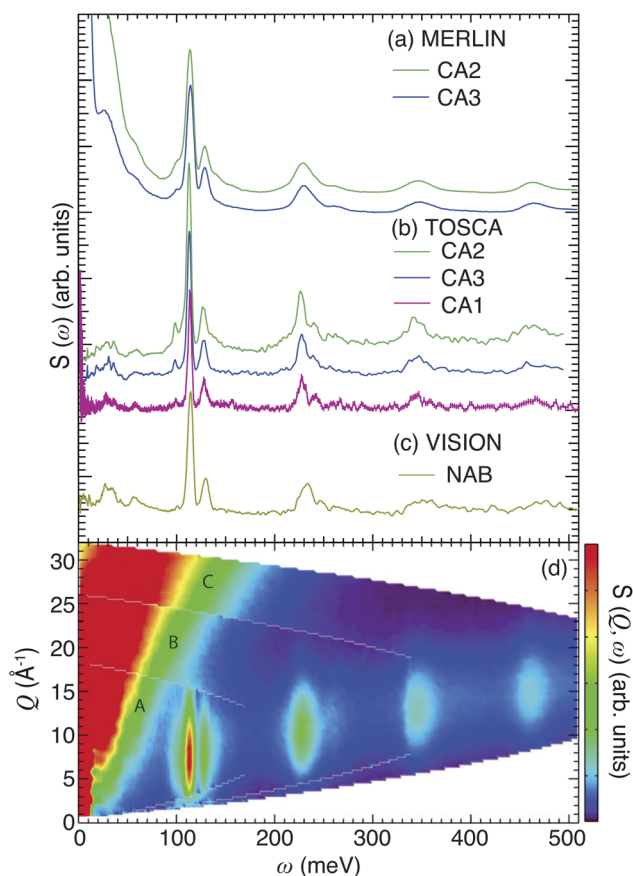 (a) MERLIN
CA2
CA3
(b) TOSCA
CA2
CA3
CA1
(c) VISION
NAB
S (ω) (arb. units)
(d)
C
B
A
30
25
20
15
10
5
0
Q (Å⁻¹)
0 100 200 300 400 500
ω (meV)
S (Q, ω) (arb. units)